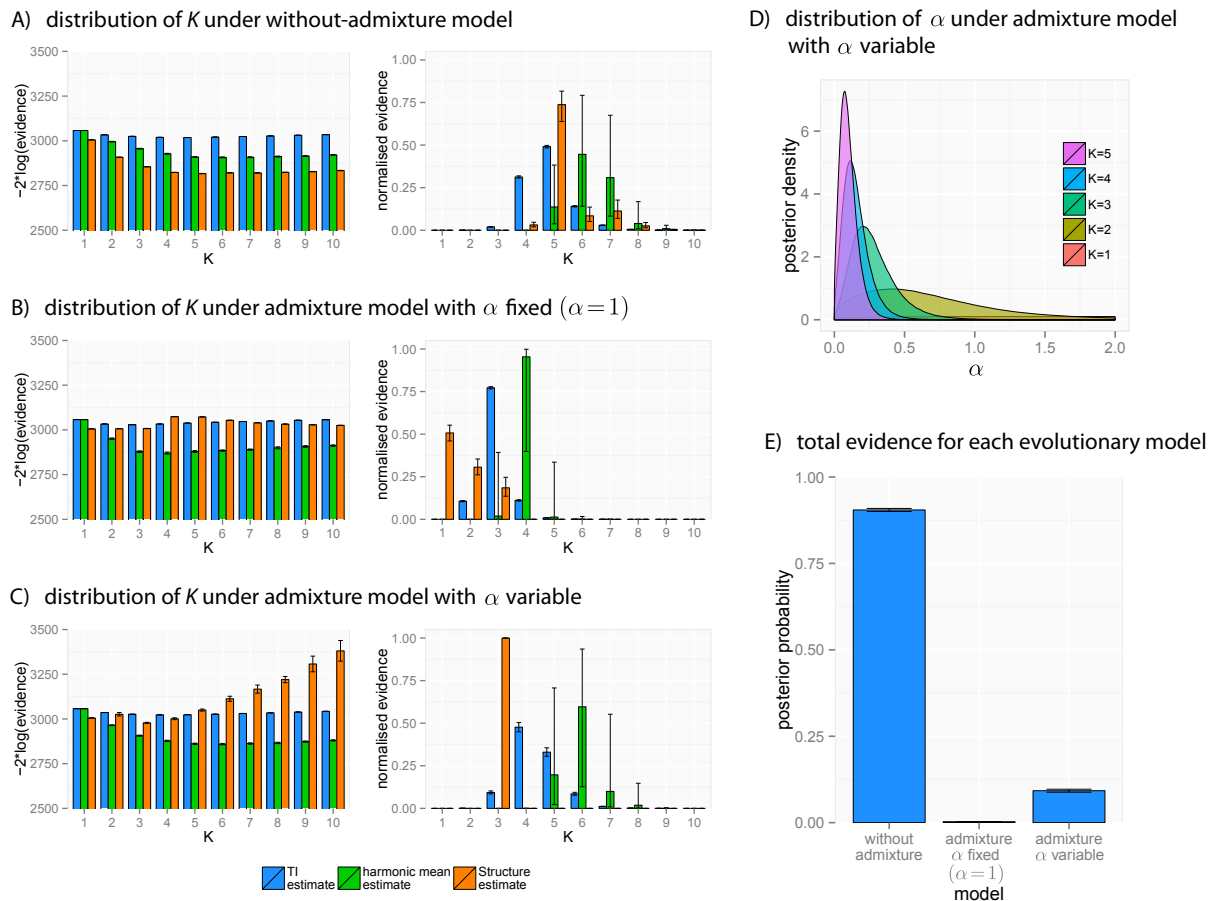 A) distribution of K under without-admixture model
3500
3250
3000
2750
2500
−2*log(evidence)
1 2 3 4 5 6 7 8 9 10
K
1.00
0.75
0.50
0.25
0.00
normalised evidence
1 2 3 4 5 6 7 8 9 10
K
B) distribution of K under admixture model with α fixed (α=1)
3500
3250
3000
2750
2500
−2*log(evidence)
1 2 3 4 5 6 7 8 9 10
K
1.00
0.75
0.50
0.25
0.00
normalised evidence
1 2 3 4 5 6 7 8 9 10
K
C) distribution of K under admixture model with α variable
3500
3250
3000
2750
2500
−2*log(evidence)
1 2 3 4 5 6 7 8 9 10
K
1.00
0.75
0.50
0.25
0.00
normalised evidence
1 2 3 4 5 6 7 8 9 10
K
TI estimate
harmonic mean estimate
Structure estimate
D) distribution of α under admixture model
with α variable
6
4
2
0
posterior density
K=5
K=4
K=3
K=2
K=1
0.0 0.5 1.0 1.5 2.0
α
E) total evidence for each evolutionary model
1.00
0.75
0.50
0.25
0.00
posterior probability
without admixture
admixture α fixed (α=1)
admixture α variable
model